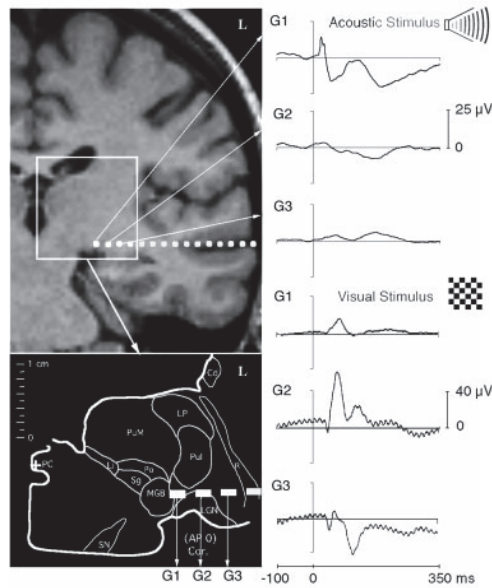 L
G1 Acoustic Stimulus
G2
25 µV
0
G3
G1
Visual Stimulus
G2
40 µV
0
G3
-100 0 350 ms
L
1 cm
0
Cd
LP
PuM
Pul
R
PC
Li
Po
Sg
MGB
LGN
SN
(AP 0)
Cor.
G1 G2 G3